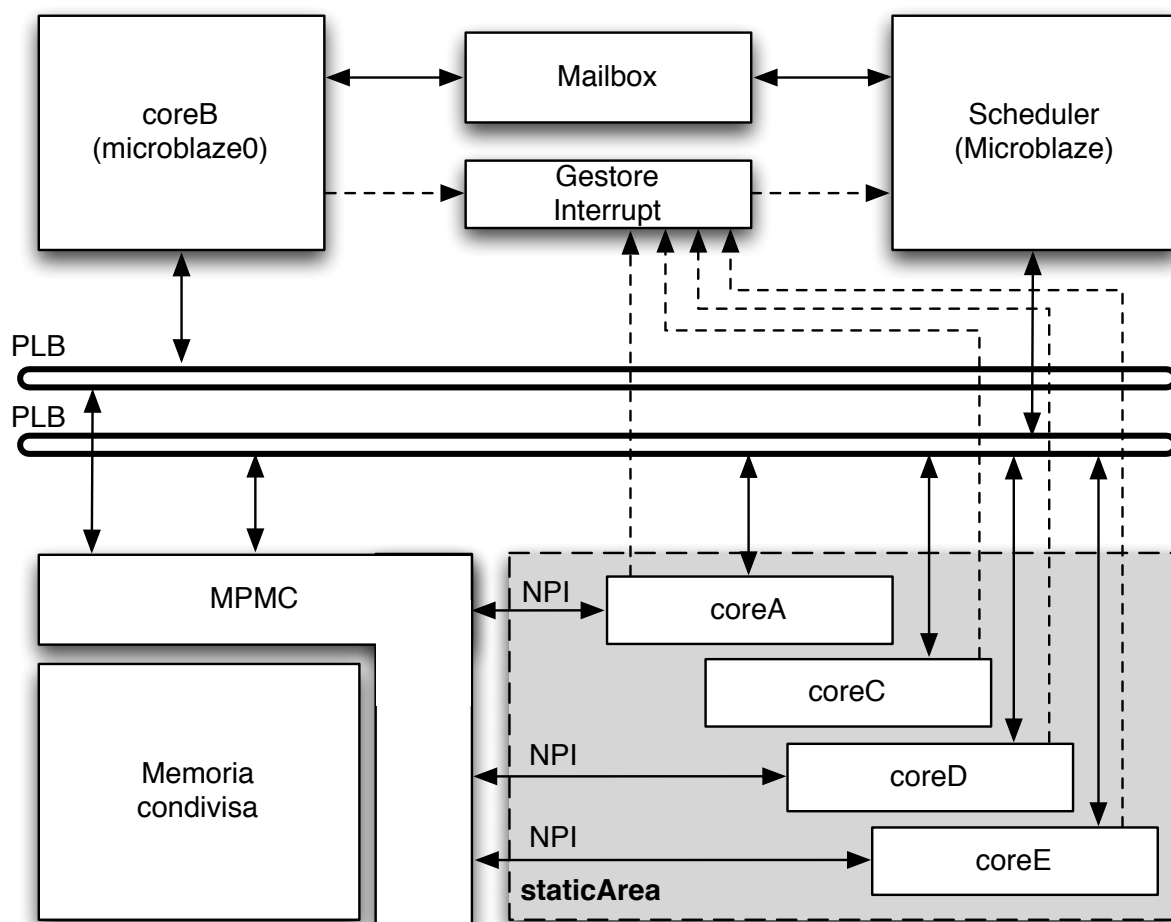 coreB
(microblaze0)
Mailbox
Scheduler
(Microblaze)
Gestore
Interrupt
PLB
PLB
MPMC
NPI
coreA
coreC
Memoria
condivisa
NPI
coreD
NPI
coreE
staticArea